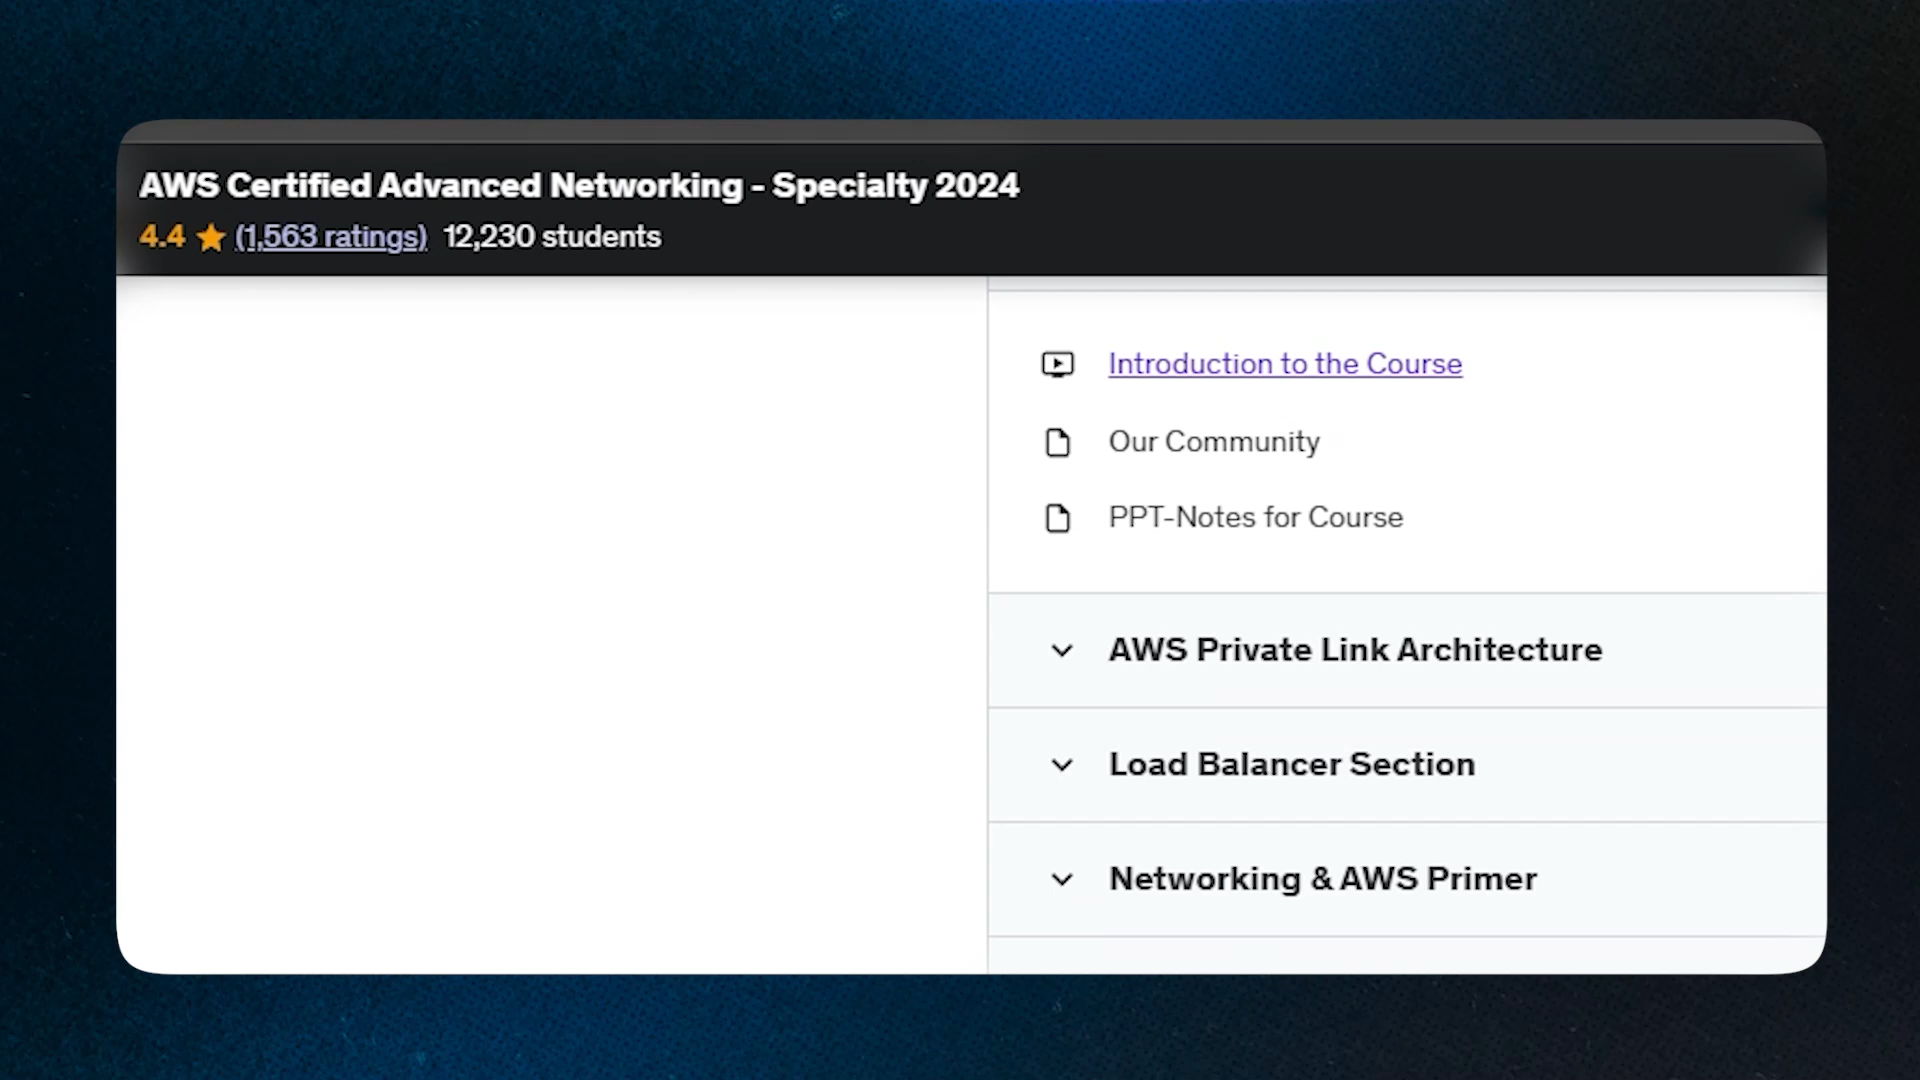 AWS Certified Advanced Networking - Specialty 2024
4.4 (1,563 ratings) 12,230 students
Introduction to the Course
Our Community
PPT-Notes for Course
AWS Private Link Architecture
Load Balancer Section
Networking & AWS Primer